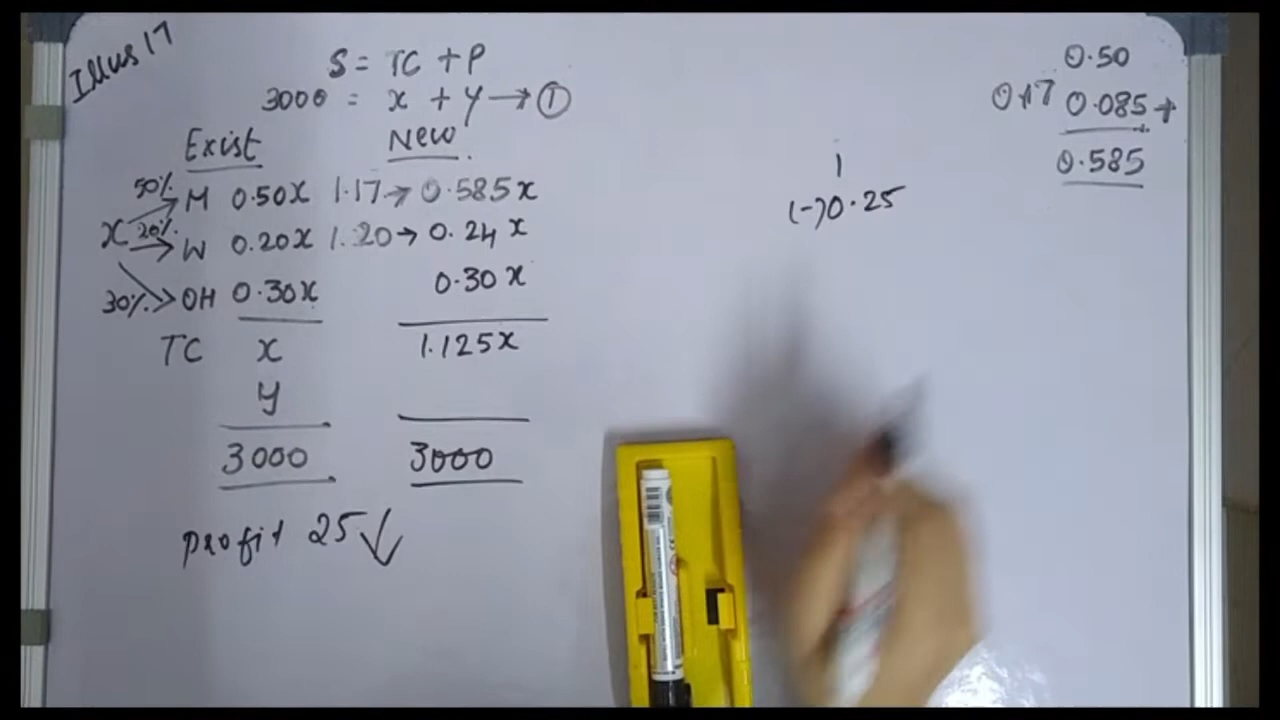 Illus 17
S = TC + P
3000 = x + y → ①
Exist New
50% M 0.50x 1.17 → 0.585x
x 20% W 0.20x 1.20 → 0.24x
30% OH 0.30x 0.30x
TC x 1.125x
y
3000 3000
profit 25 ↓
1
(-)0.25
0.50
0.17 0.085 +
0.585